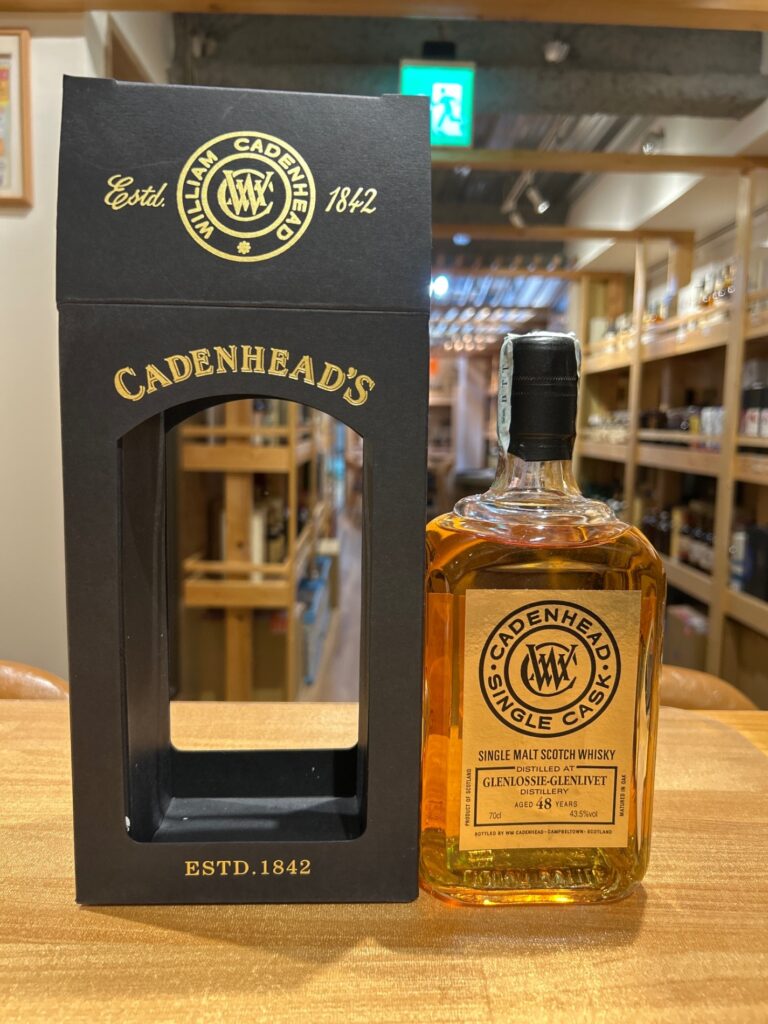 Estd.
WILLIAM CADENHEAD
CWW
1842
CADENHEAD'S
ESTD.1842
CADENHEAD
CWW
SINGLE CASK
SINGLE MALT SCOTCH WHISKY
DISTILLED AT
GLENLOSSIE-GLENLIVET
DISTILLERY
AGED 48 YEARS
70cl 43.5%vol
PRODUCT OF SCOTLAND
MATURED IN OAK
BOTTLED BY WM CADENHEAD-CAMPBELTOWN-SCOTLAND